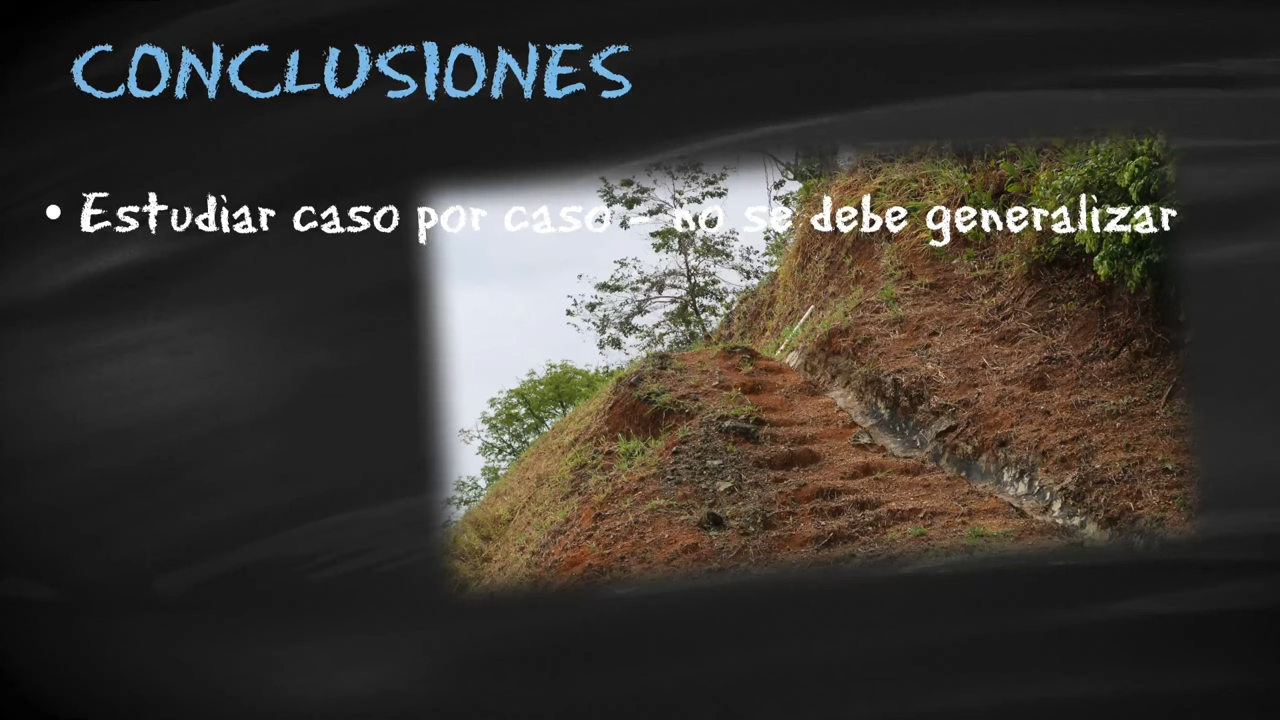 CONCLUSIONES
• Estudiar caso por caso – no se debe generalizar